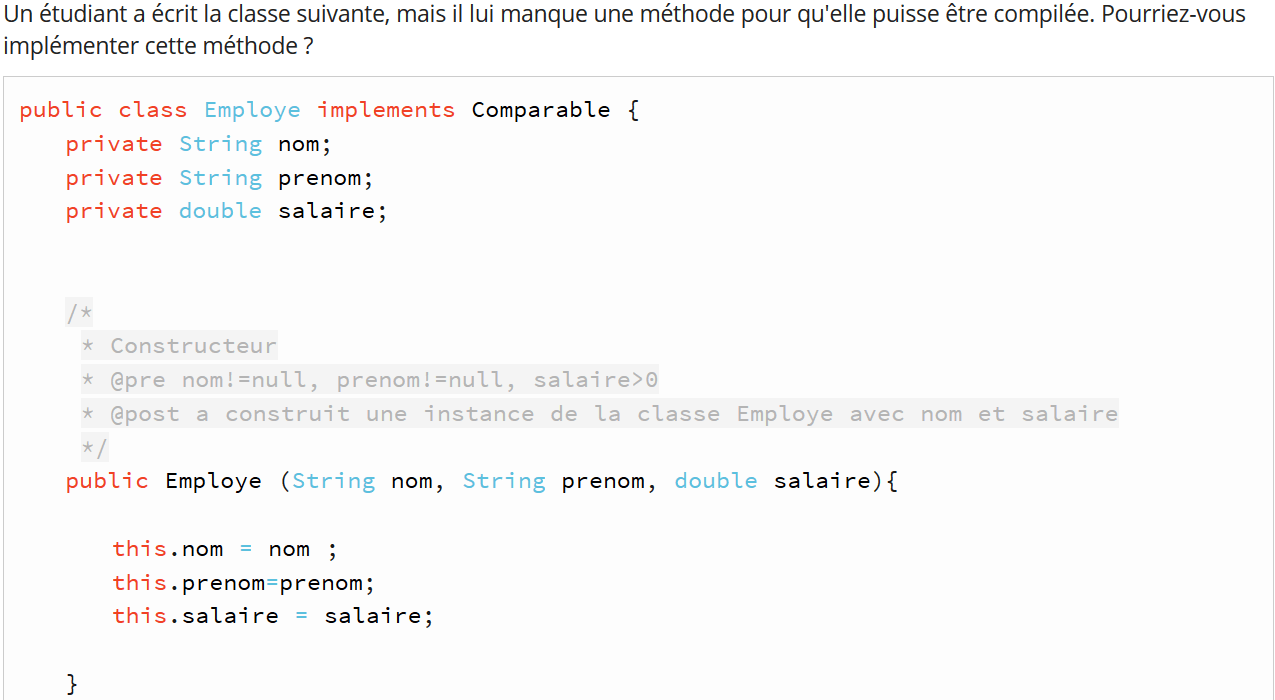 Un étudiant a écrit la classe suivante, mais il lui manque une méthode pour qu'elle puisse être compilée. Pourriez-vous
implémenter cette méthode ?
public class Employe implements Comparable {
private String nom;
private String prenom;
private double salaire;
/*
* Constructeur
* @pre nom!=null, prenom!=null, salaire>0
* @post a construit une instance de la classe Employe avec nom et salaire
*/
public Employe (String nom, String prenom, double salaire){
this.nom = nom ;
this.prenom=prenom;
this.salaire = salaire;
}